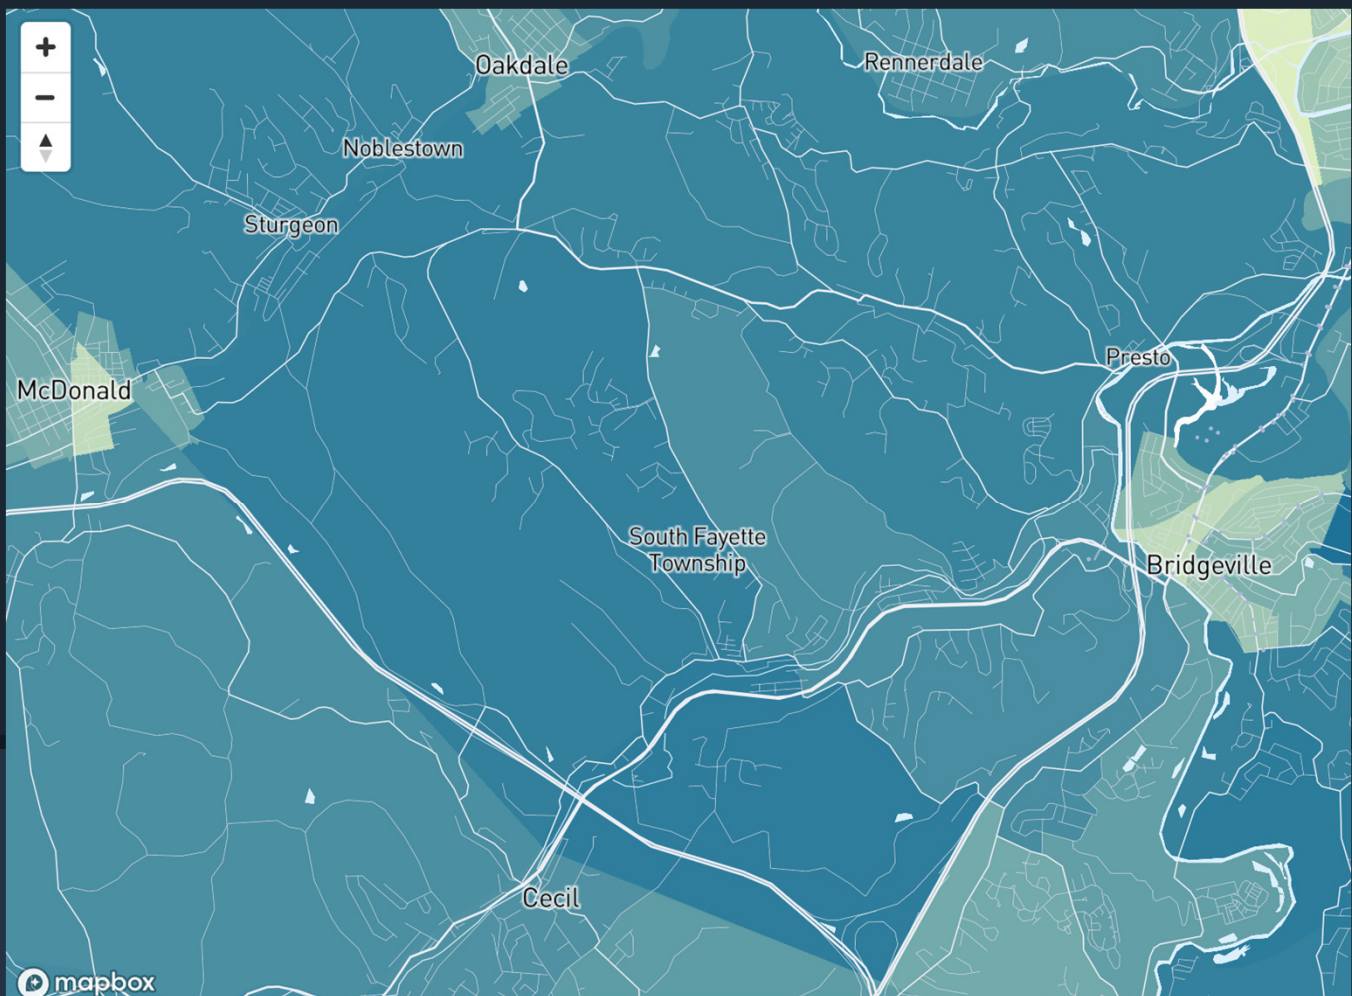 Oakdale
Rennerdale
Noblestown
Sturgeon
Presto
McDonald
South Fayette
Township
Bridgeville
Cecil
mapbox